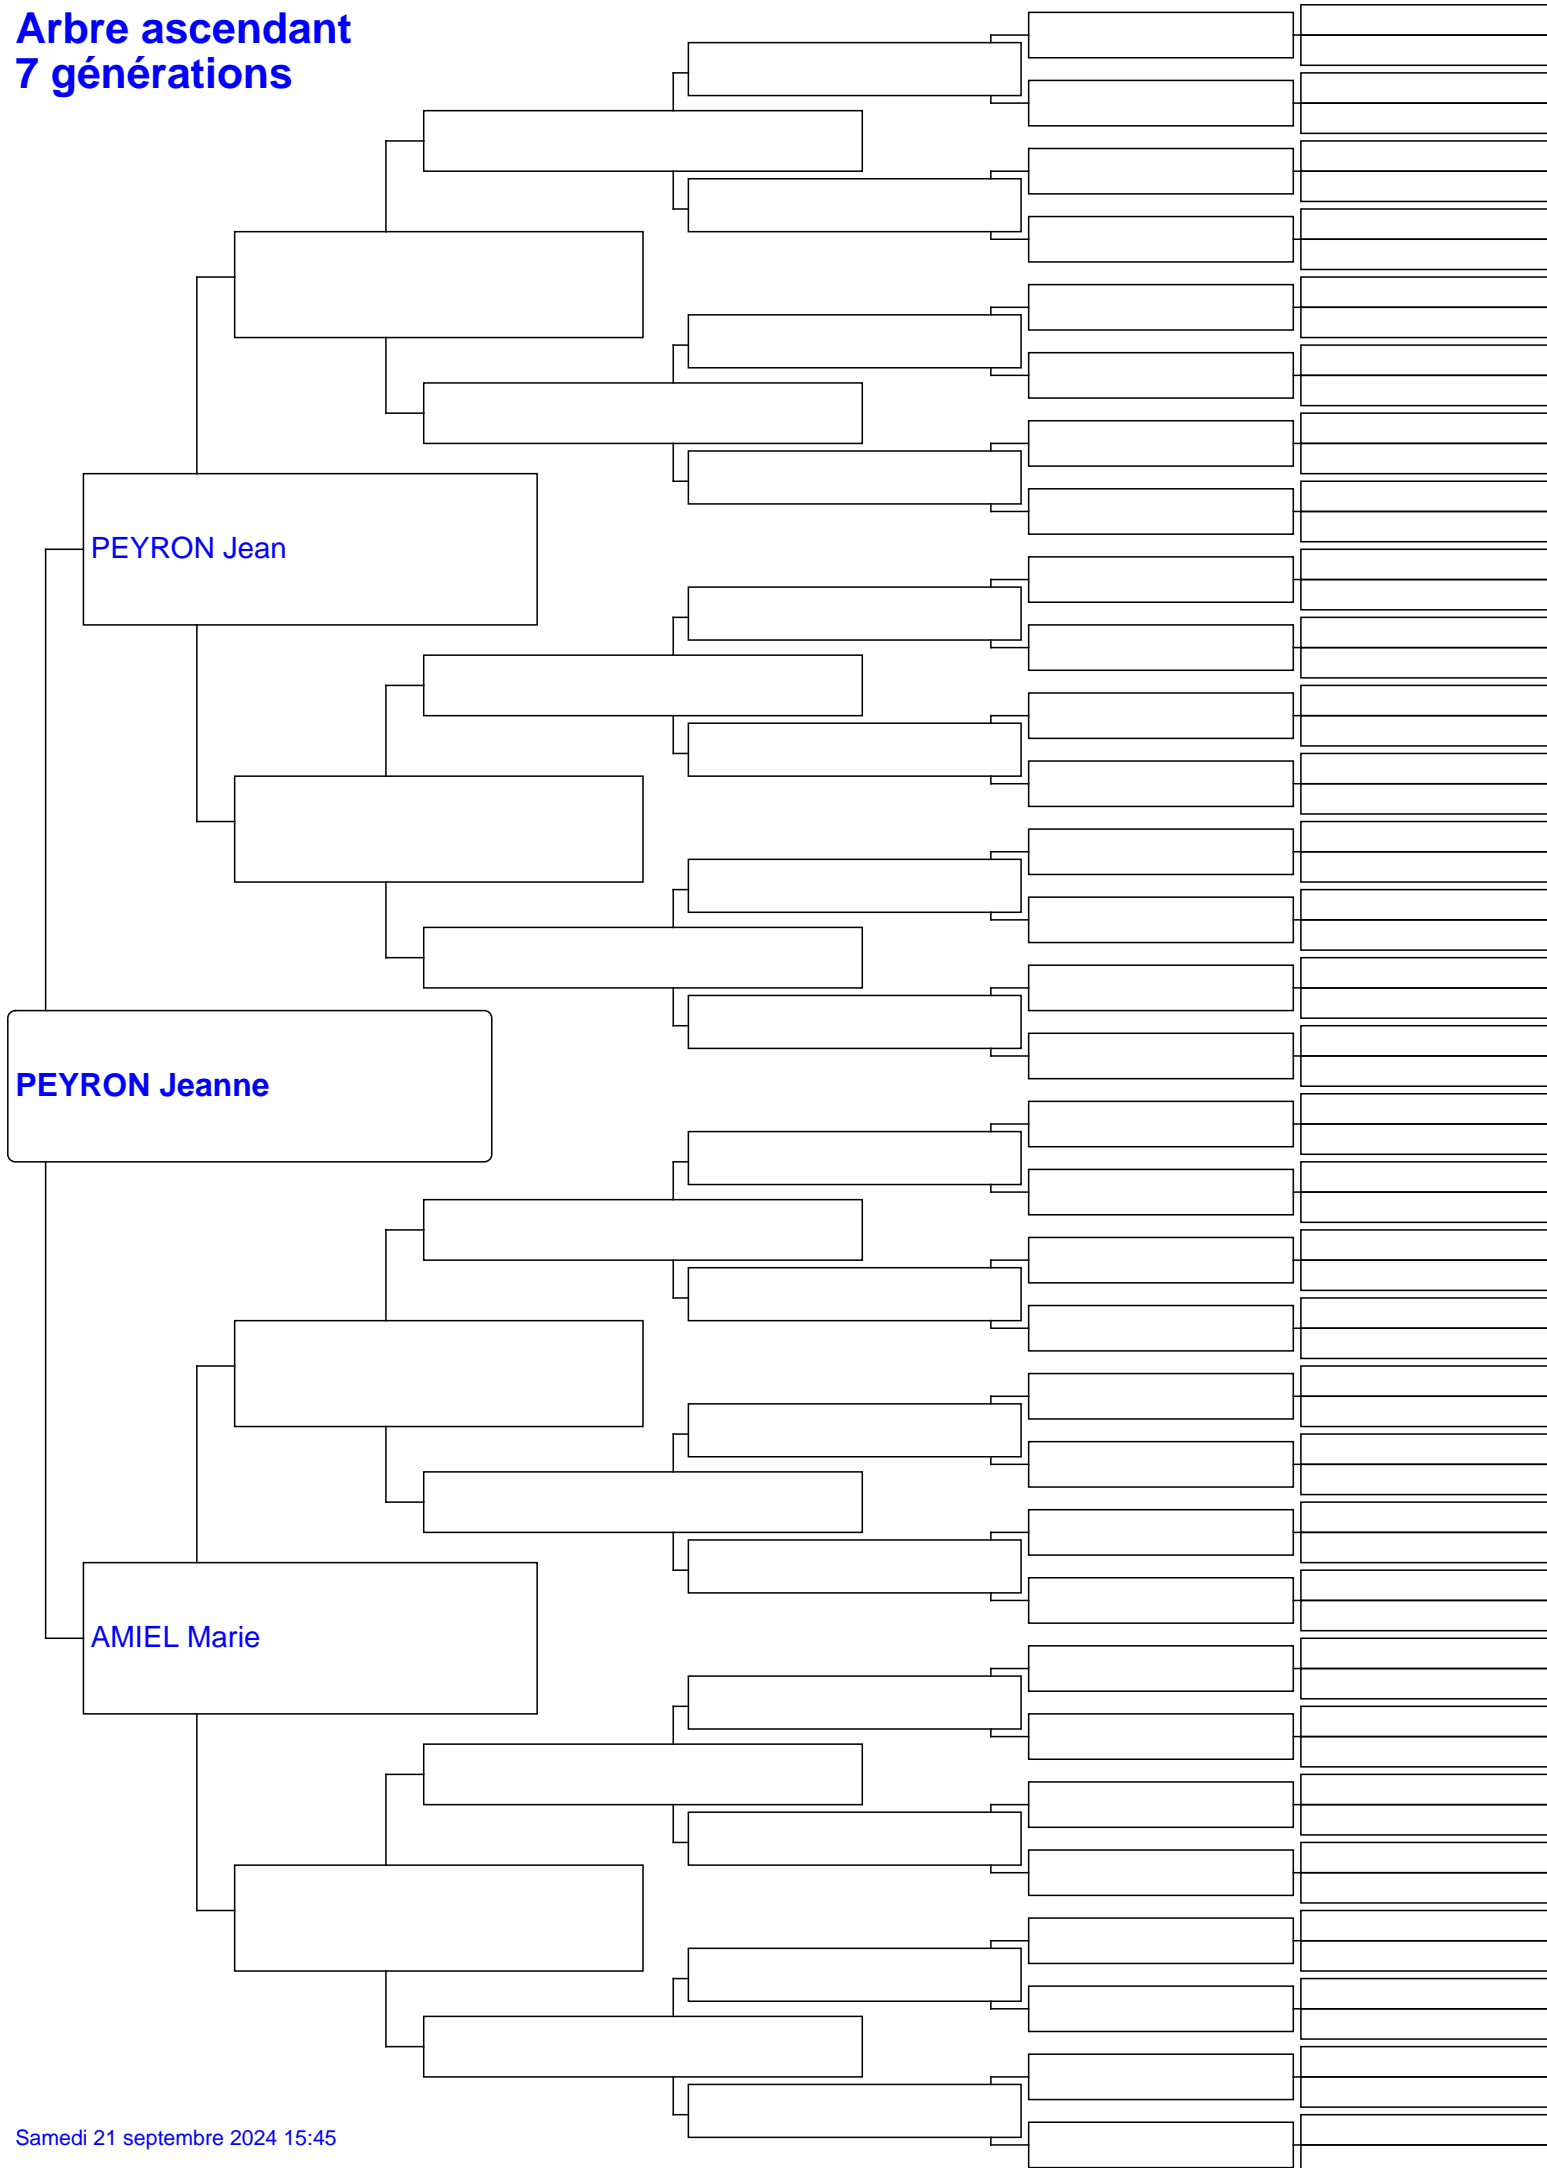 Arbre ascendant
7 générations
PEYRON Jean
PEYRON Jeanne
AMIEL Marie
Samedi 21 septembre 2024 15:45